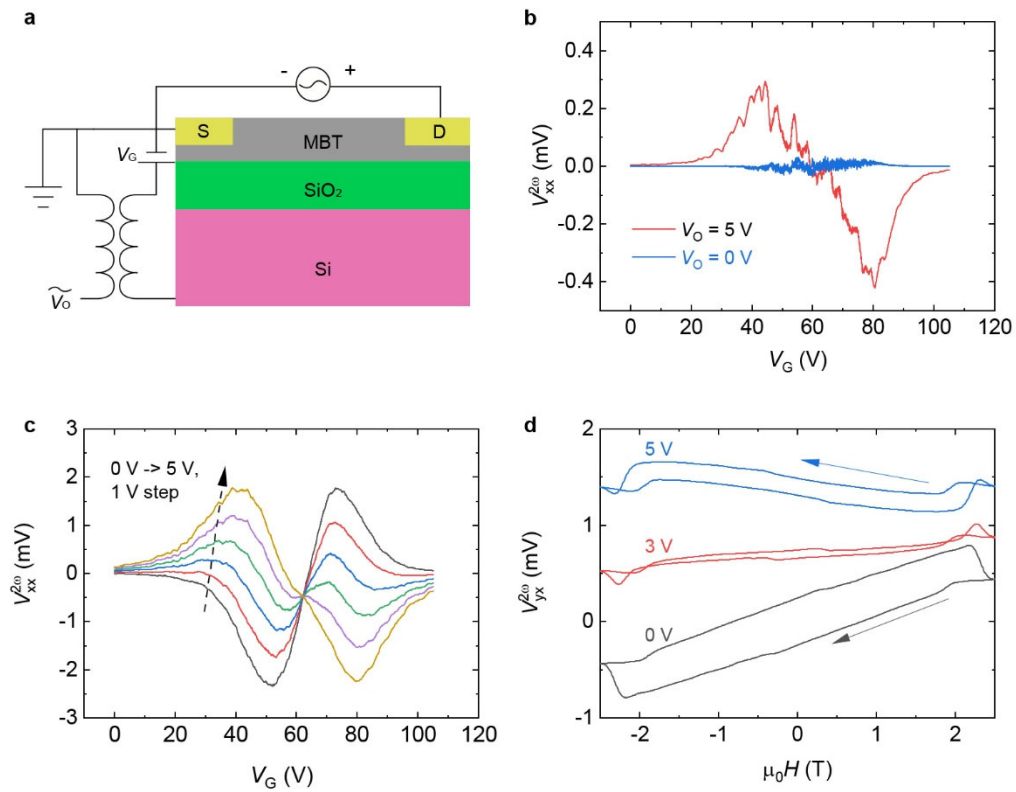 a
- +
S
D
MBT
VG
SiO2
Si
~VO
b
0.4
0.2
0.0
-0.2
-0.4
V2ωxx (mV)
VO = 5 V
VO = 0 V
0 20 40 60 80 100 120
VG (V)
c
3
2
1
0
-1
-2
-3
V2ωxx (mV)
0 V -> 5 V,
1 V step
0 20 40 60 80 100 120
VG (V)
d
2
1
0
-1
V2ωyx (mV)
5 V
3 V
0 V
-2 -1 0 1 2
μ0H (T)